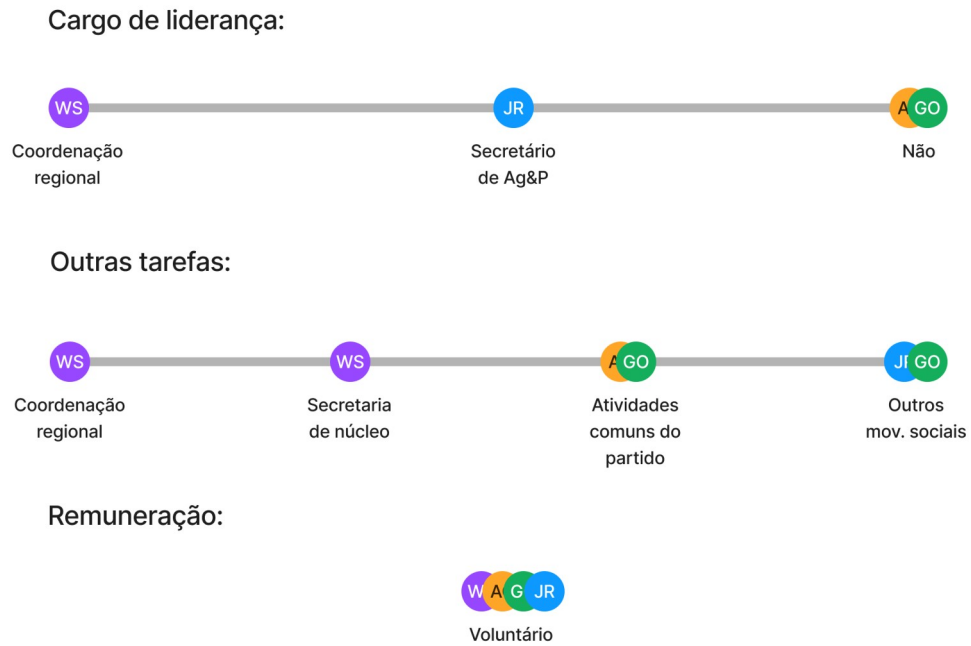 Cargo de liderança:
WS JR A GO
Coordenação
regional
Secretário
de Ag&P
Não
Outras tarefas:
WS WS A GO JR GO
Coordenação
regional
Secretaria
de núcleo
Atividades
comuns do
partido
Outros
mov. sociais
Remuneração:
W A G JR
Voluntário